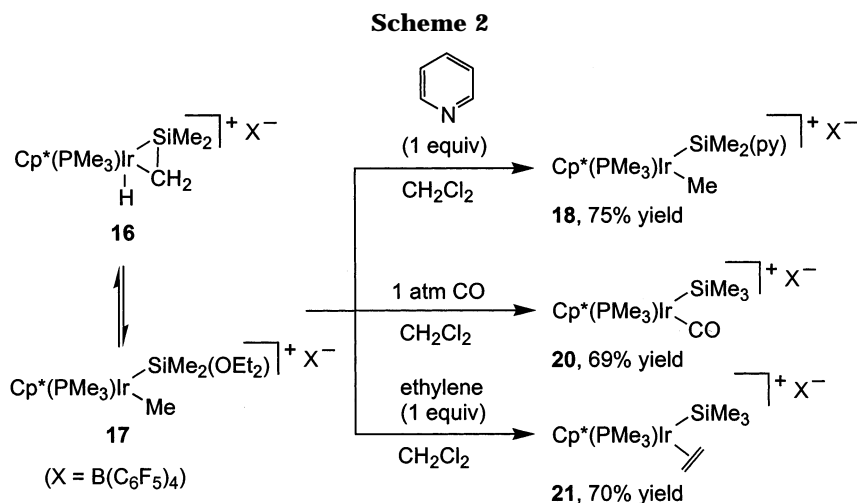 Scheme 2
SiMe2
Cp*(PMe3)Ir
CH2
H
+ X−
16
SiMe2(OEt2)
Cp*(PMe3)Ir
Me
+ X−
17
(X = B(C6F5)4)
N
(1 equiv)
CH2Cl2
SiMe2(py)
Cp*(PMe3)Ir
Me
+ X−
18, 75% yield
1 atm CO
CH2Cl2
SiMe3
Cp*(PMe3)Ir
CO
+ X−
20, 69% yield
ethylene
(1 equiv)
CH2Cl2
SiMe3
Cp*(PMe3)Ir
+ X−
21, 70% yield